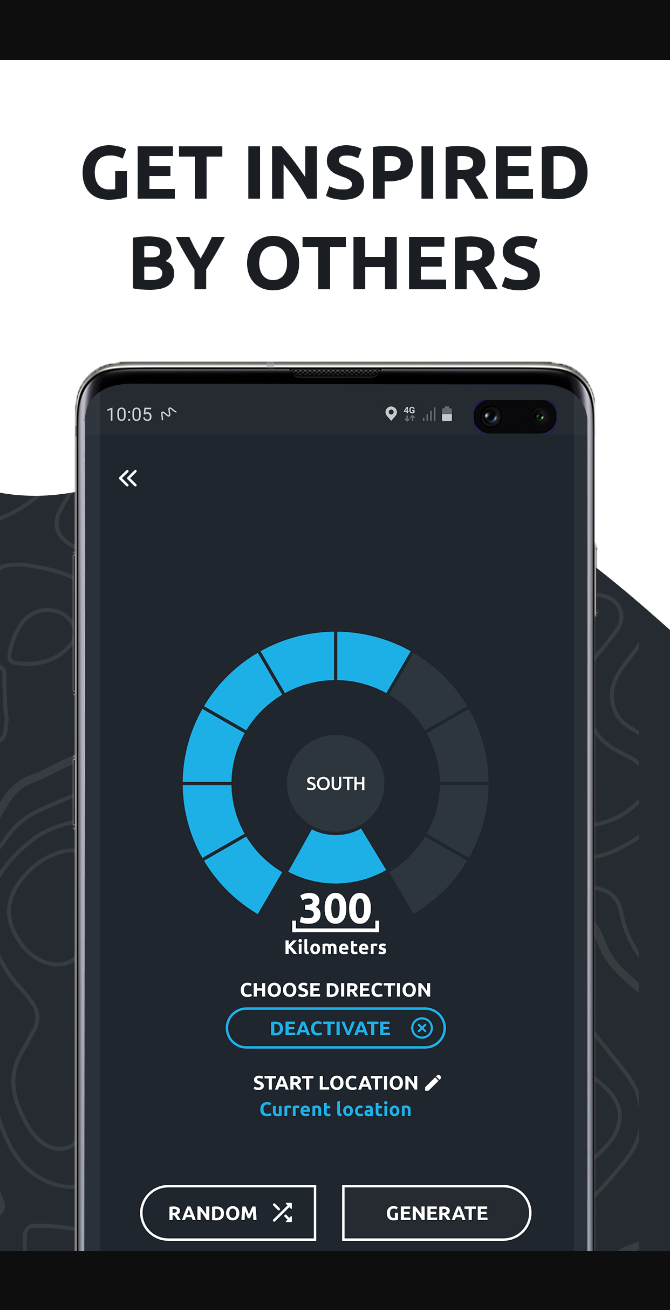 GET INSPIRED
BY OTHERS
10:05
4G
SOUTH
300
Kilometers
CHOOSE DIRECTION
DEACTIVATE
START LOCATION
Current location
RANDOM
GENERATE